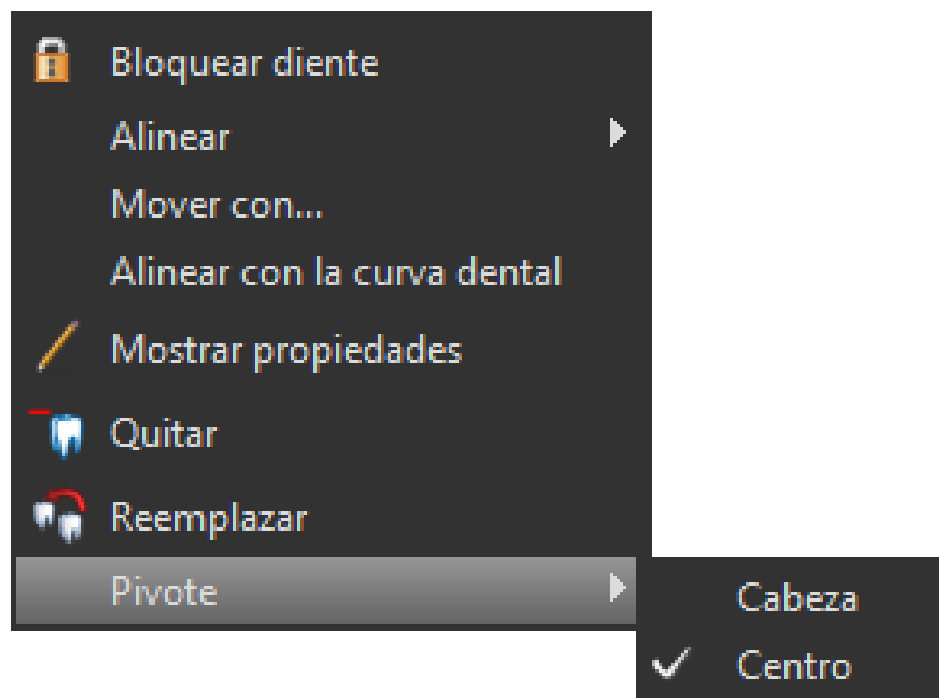 Bloquear diente
Alinear
Mover con...
Alinear con la curva dental
Mostrar propiedades
Quitar
Reemplazar
Pivote
Cabeza
Centro